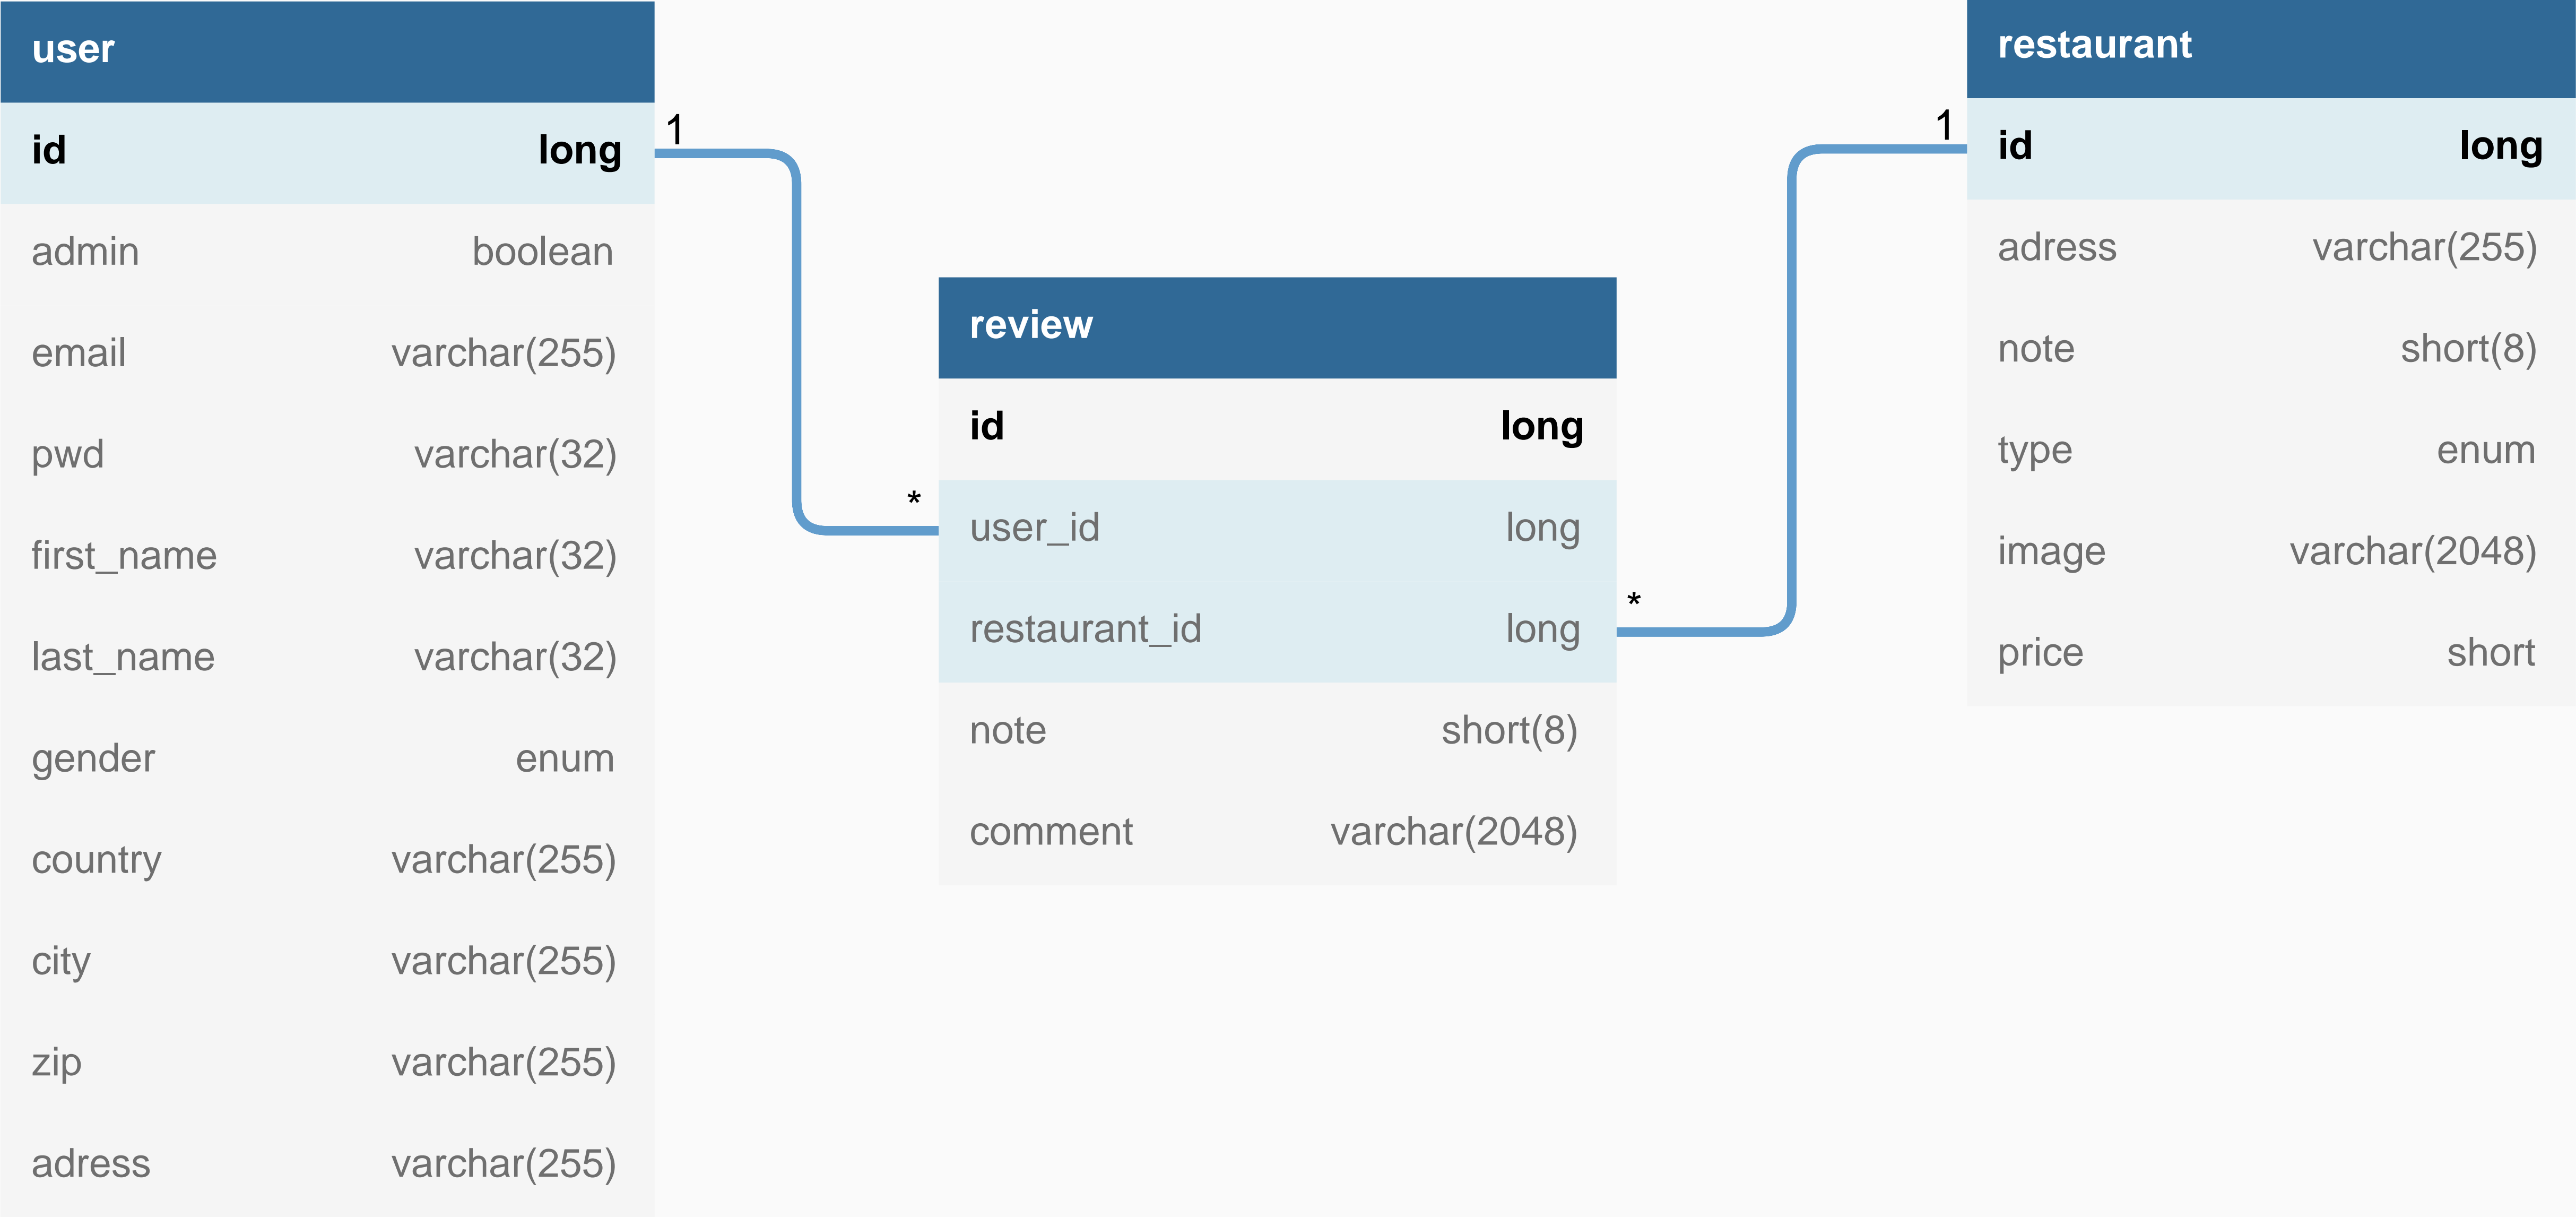 user
id long
admin boolean
email varchar(255)
pwd varchar(32)
first_name varchar(32)
last_name varchar(32)
gender enum
country varchar(255)
city varchar(255)
zip varchar(255)
adress varchar(255)
1
*
review
id long
user_id long
restaurant_id long
note short(8)
comment varchar(2048)
*
1
restaurant
id long
adress varchar(255)
note short(8)
type enum
image varchar(2048)
price short